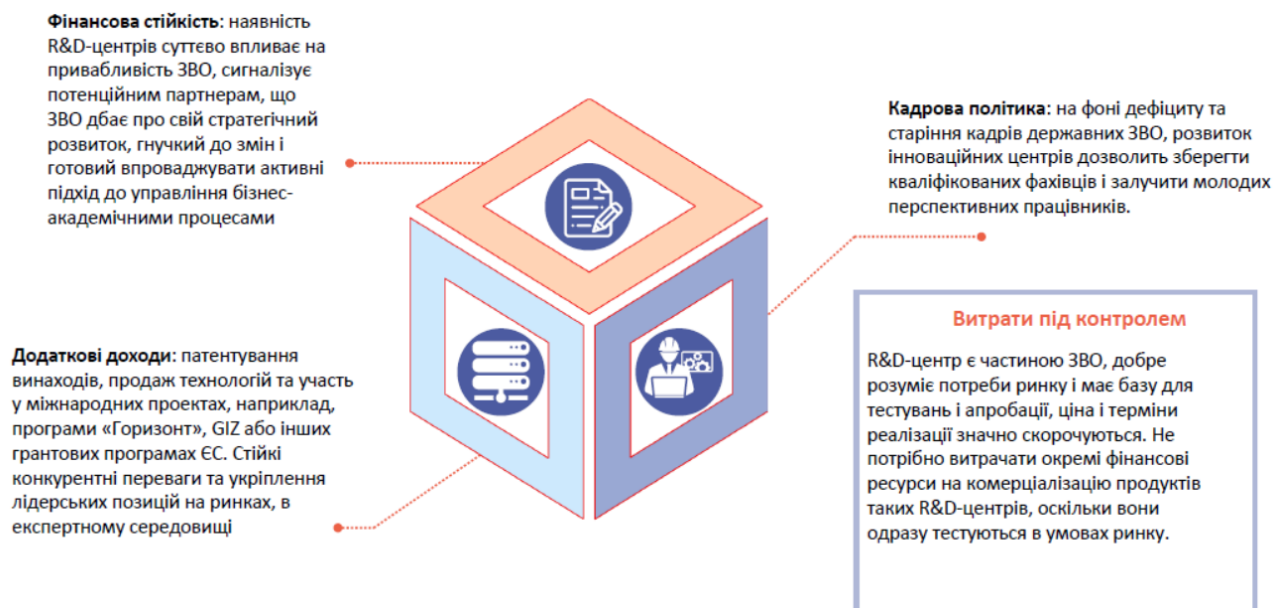 Фінансова стійкість: наявність
R&D-центрів суттєво впливає на
привабливість ЗВО, сигналізує
потенційним партнерам, що
ЗВО дбає про свій стратегічний
розвиток, гнучкий до змін і
готовий впроваджувати активні
підхід до управління бізнес-
академічними процесами
Кадрова політика: на фоні дефіциту та
старіння кадрів державних ЗВО, розвиток
інноваційних центрів дозволить зберегти
кваліфікованих фахівців і залучити молодих
перспективних працівників.
Додаткові доходи: патентування
винаходів, продаж технологій та участь
у міжнародних проектах, наприклад,
програми «Горизонт», GIZ або інших
грантових програмах ЄС. Стійкі
конкурентні переваги та укріплення
лідерських позицій на ринках, в
експертному середовищі
Витрати під контролем
R&D-центр є частиною ЗВО, добре
розуміє потреби ринку і має базу для
тестувань і апробації, ціна і терміни
реалізації значно скорочуються. Не
потрібно витрачати окремі фінансові
ресурси на комерціалізацію продуктів
таких R&D-центрів, оскільки вони
одразу тестуються в умовах ринку.